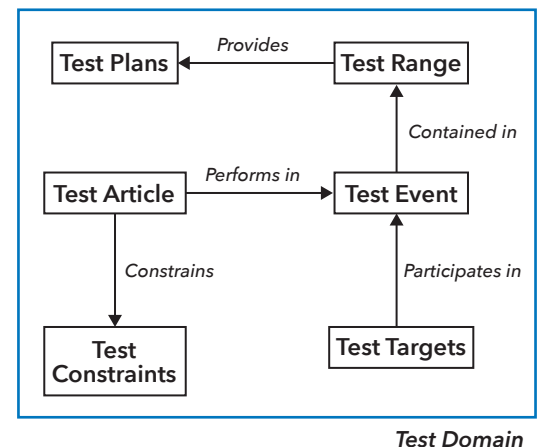 Provides
Test Plans
Test Range
Contained in
Performs in
Test Article
Test Event
Constrains
Participates in
Test
Constraints
Test Targets
Test Domain